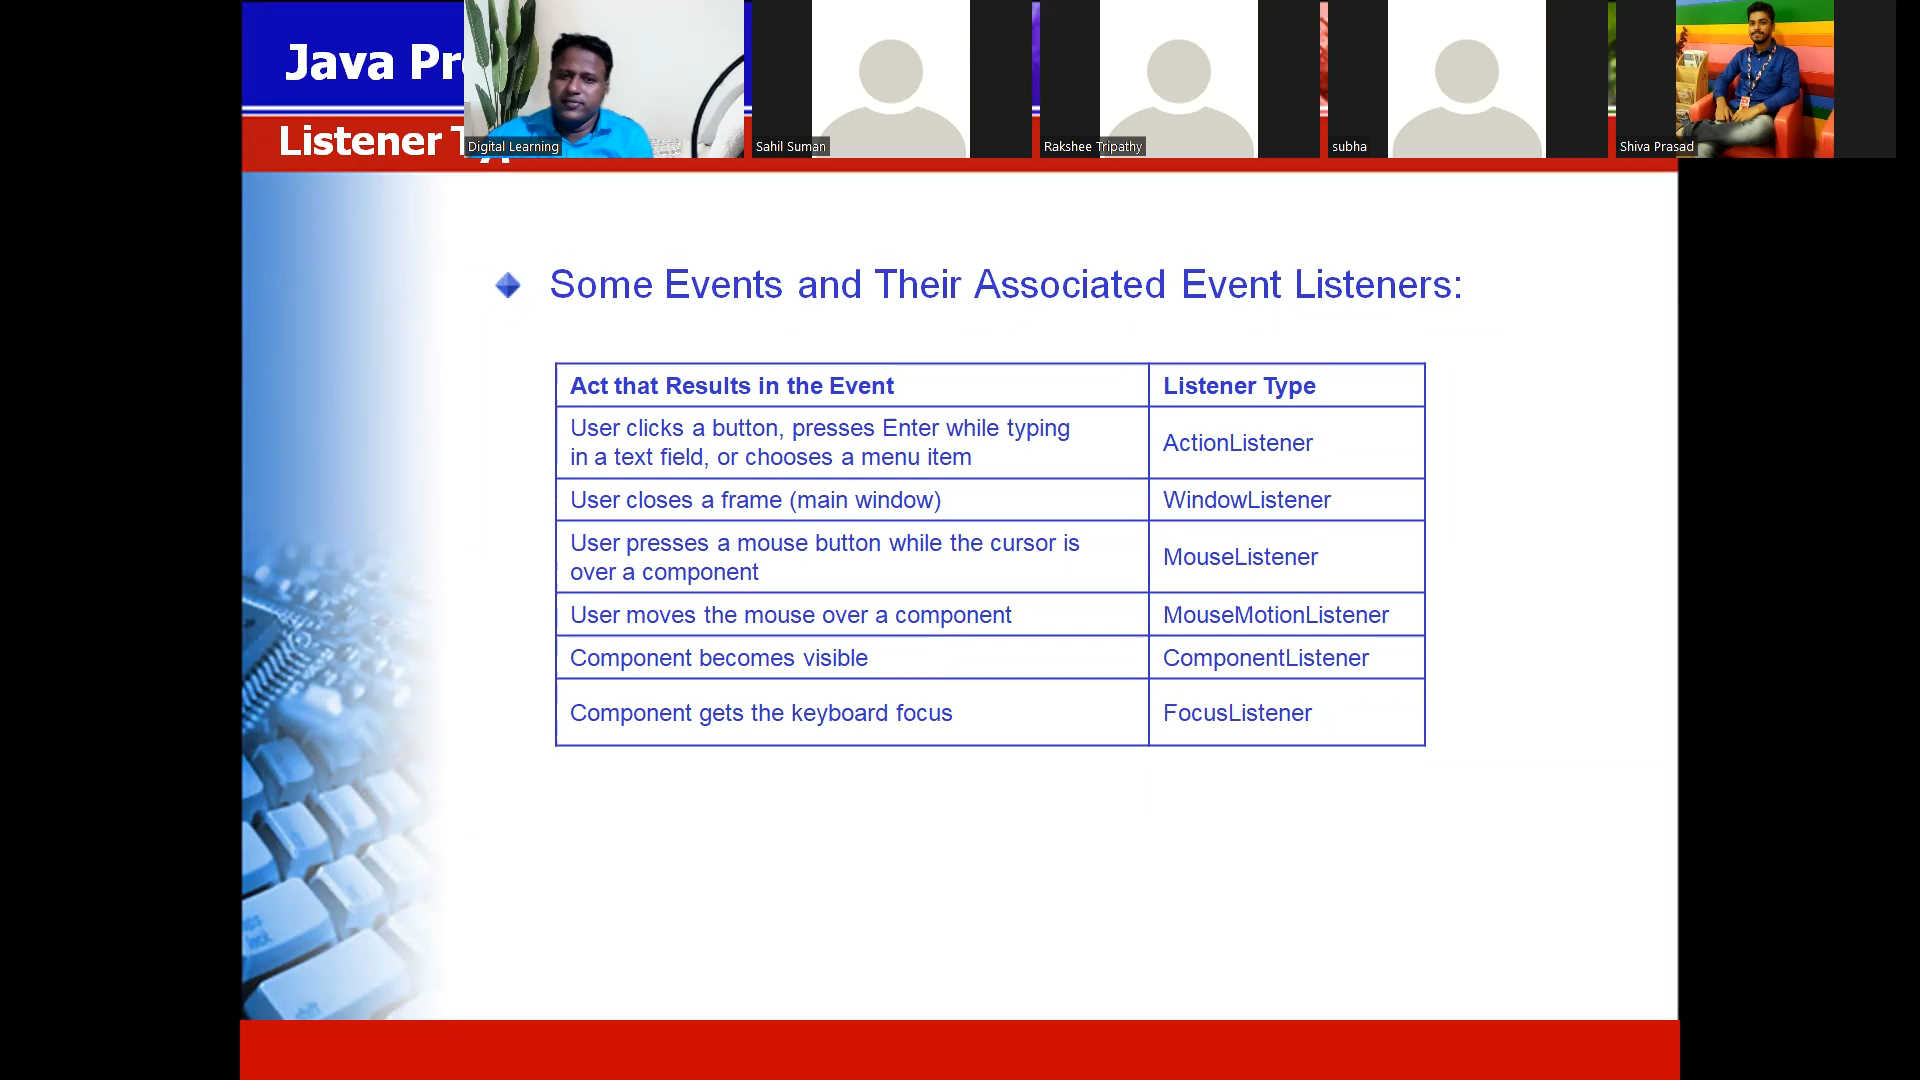 Java Pr
Listener Ty
Digital Learning
Sahil Suman
Rakshee Tripathy
subha
Shiva Prasad
Some Events and Their Associated Event Listeners:
Act that Results in the Event
Listener Type
User clicks a button, presses Enter while typing
in a text field, or chooses a menu item
ActionListener
User closes a frame (main window)
WindowListener
User presses a mouse button while the cursor is
over a component
MouseListener
User moves the mouse over a component
MouseMotionListener
Component becomes visible
ComponentListener
Component gets the keyboard focus
FocusListener